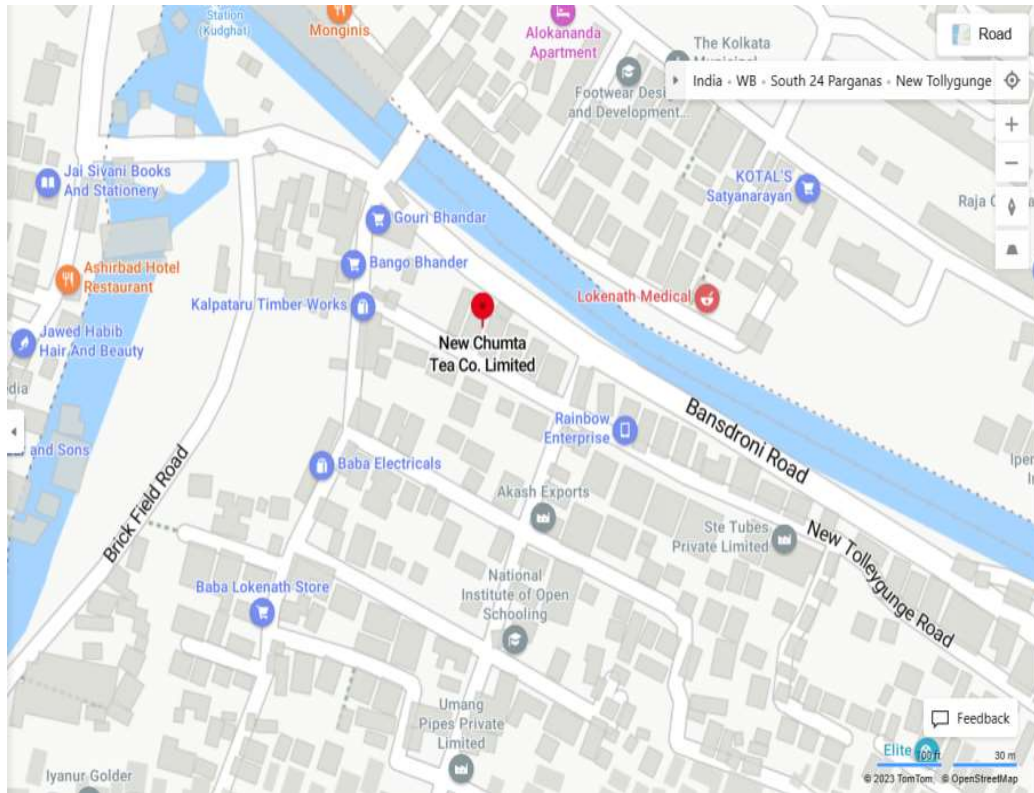 Station
(Kudghat)
Monginis
Alokananda
Apartment
The Kolkata
Road
India • WB • South 24 Parganas • New Tollygunge
Footwear
and Development...
Jai Sivani Books
And Stationery
KOTAL'S
Satyanarayan
Raja
Gouri Bhandar
Bango Bhander
Ashirbad Hotel
Restaurant
Kalpataru Timber Works
Lokenath Medical
New Chumta
Tea Co. Limited
Jawed Habib
Hair And Beauty
Rainbow
Enterprise
Bansdroni Road
and Sons
Baba Electricals
Brick Field Road
Akash Exports
Ste Tubes
Private Limited
New Tolleygunge Road
National
Institute of Open
Schooling
Baba Lokenath Store
Umang
Pipes Private
Limited
Feedback
Elite
100 ft
30 m
Iyanur Golder
© 2023 TomTom, © OpenStreetMap